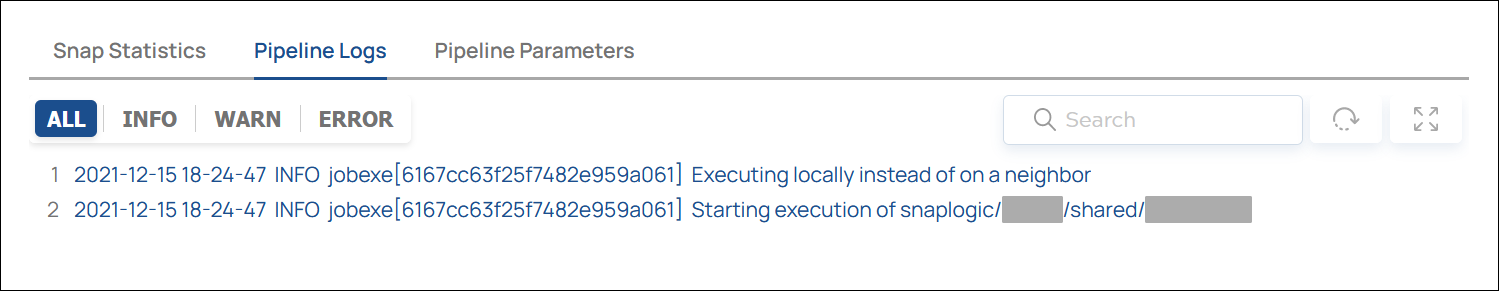 Snap Statistics Pipeline Logs Pipeline Parameters
ALL INFO WARN ERROR Search
1 2021-12-15 18-24-47 INFO jobexe[6167cc63f25f7482e959a061] Executing locally instead of on a neighbor
2 2021-12-15 18-24-47 INFO jobexe[6167cc63f25f7482e959a061] Starting execution of snaplogic/ /shared/